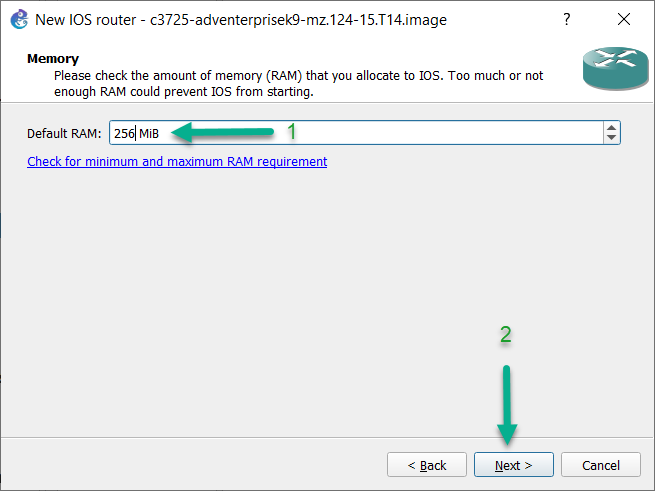 New IOS router - c3725-adventerprisek9-mz.124-15.T14.image
?
Memory
Please check the amount of memory (RAM) that you allocate to IOS. Too much or not
enough RAM could prevent IOS from starting.
Default RAM: 256 MiB 1
Check for minimum and maximum RAM requirement
2
< Back Next > Cancel